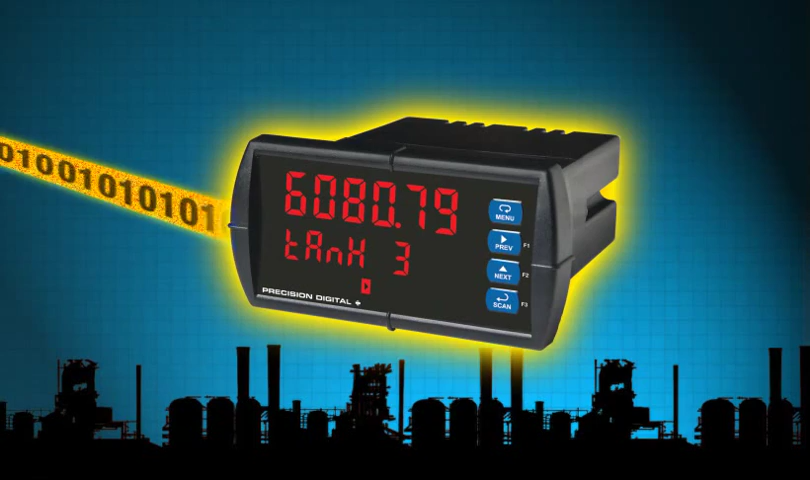 01001010101
6080.79
tAnK 3
PRECISION DIGITAL
MENU
PREV F1
NEXT F2
SCAN F3